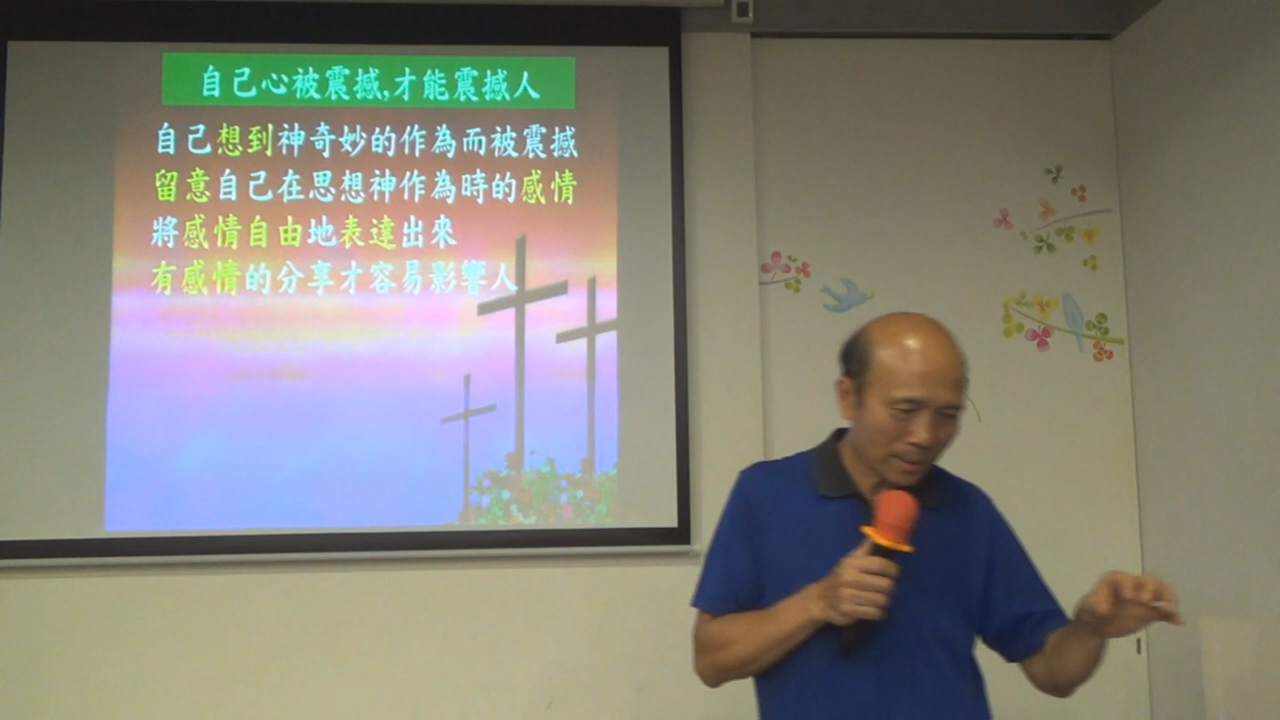 自己心被震撼,才能震撼人
自己想到神奇妙的作為而被震撼
留意自己在思想神作為時的感情
將感情自由地表達出來
有感情的分享才容易影響人